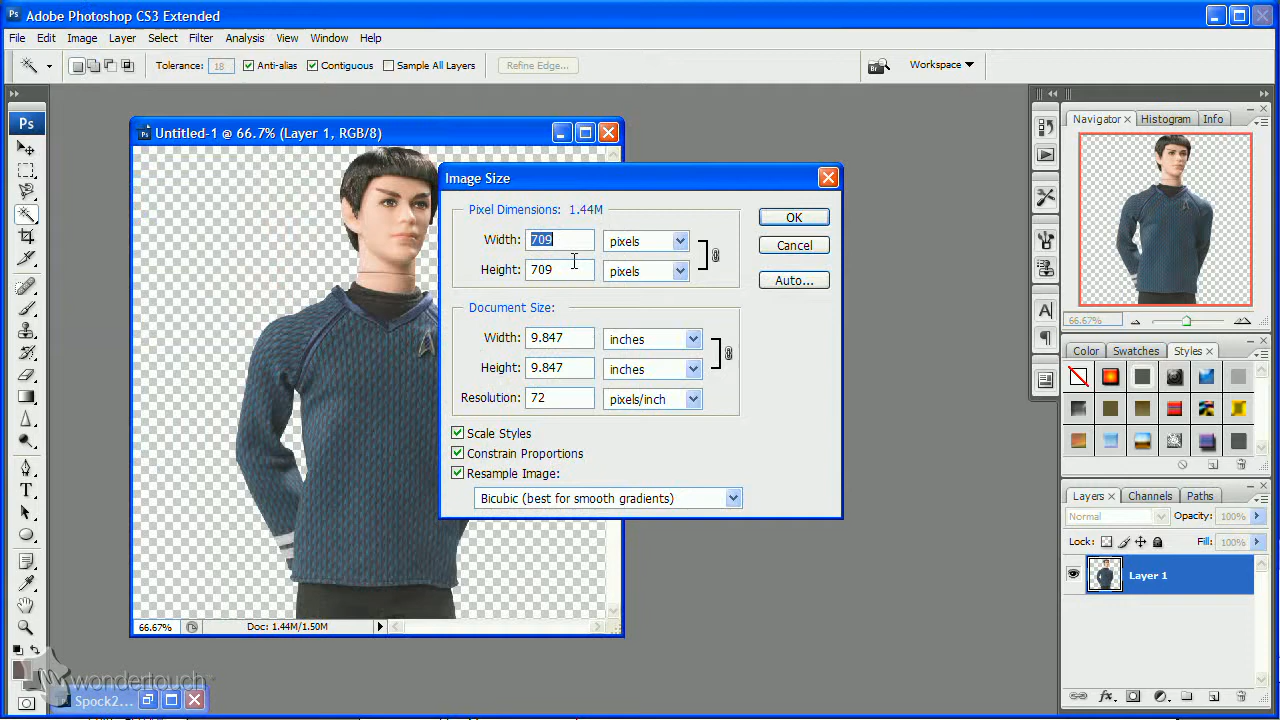 Ps Adobe Photoshop CS3 Extended
File Edit Image Layer Select Filter Analysis View Window Help
Tolerance: 18 Anti-alias Contiguous Sample All Layers Refine Edge... Br Workspace
Ps
Untitled-1 @ 66.7% (Layer 1, RGB/8)
Image Size
Pixel Dimensions: 1.44M
Width: 709 pixels
Height: 709 pixels
OK
Cancel
Auto...
Document Size:
Width: 9.847 inches
Height: 9.847 inches
Resolution: 72 pixels/inch
Scale Styles
Constrain Proportions
Resample Image:
Bicubic (best for smooth gradients)
66.67% Doc: 1.44M/1.50M
Navigator × Histogram Info
66.67%
Color Swatches Styles ×
Layers × Channels Paths
Normal Opacity: 100%
Lock: Fill: 100%
Layer 1
wondertouch
Spock2...